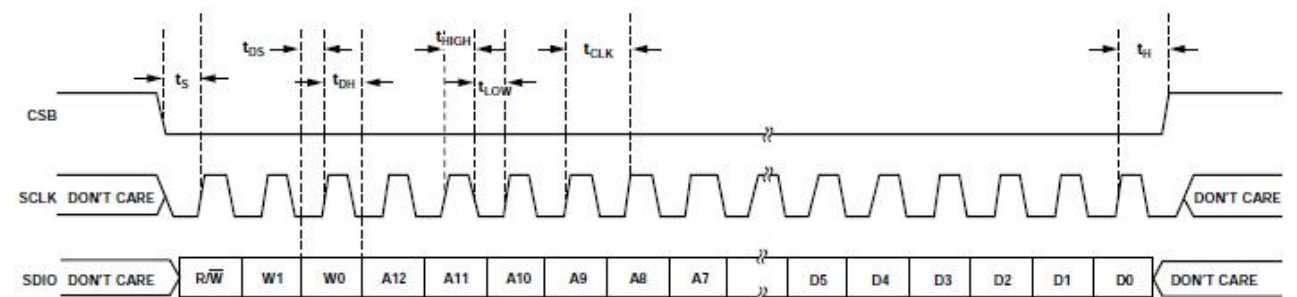 tHIGH
tDS
tCLK
tH
tS
tDH
tLOW
CSB
SCLK DON'T CARE DON'T CARE
SDIO DON'T CARE R/W̅ W1 W0 A12 A11 A10 A9 A8 A7 D5 D4 D3 D2 D1 D0 DON'T CARE